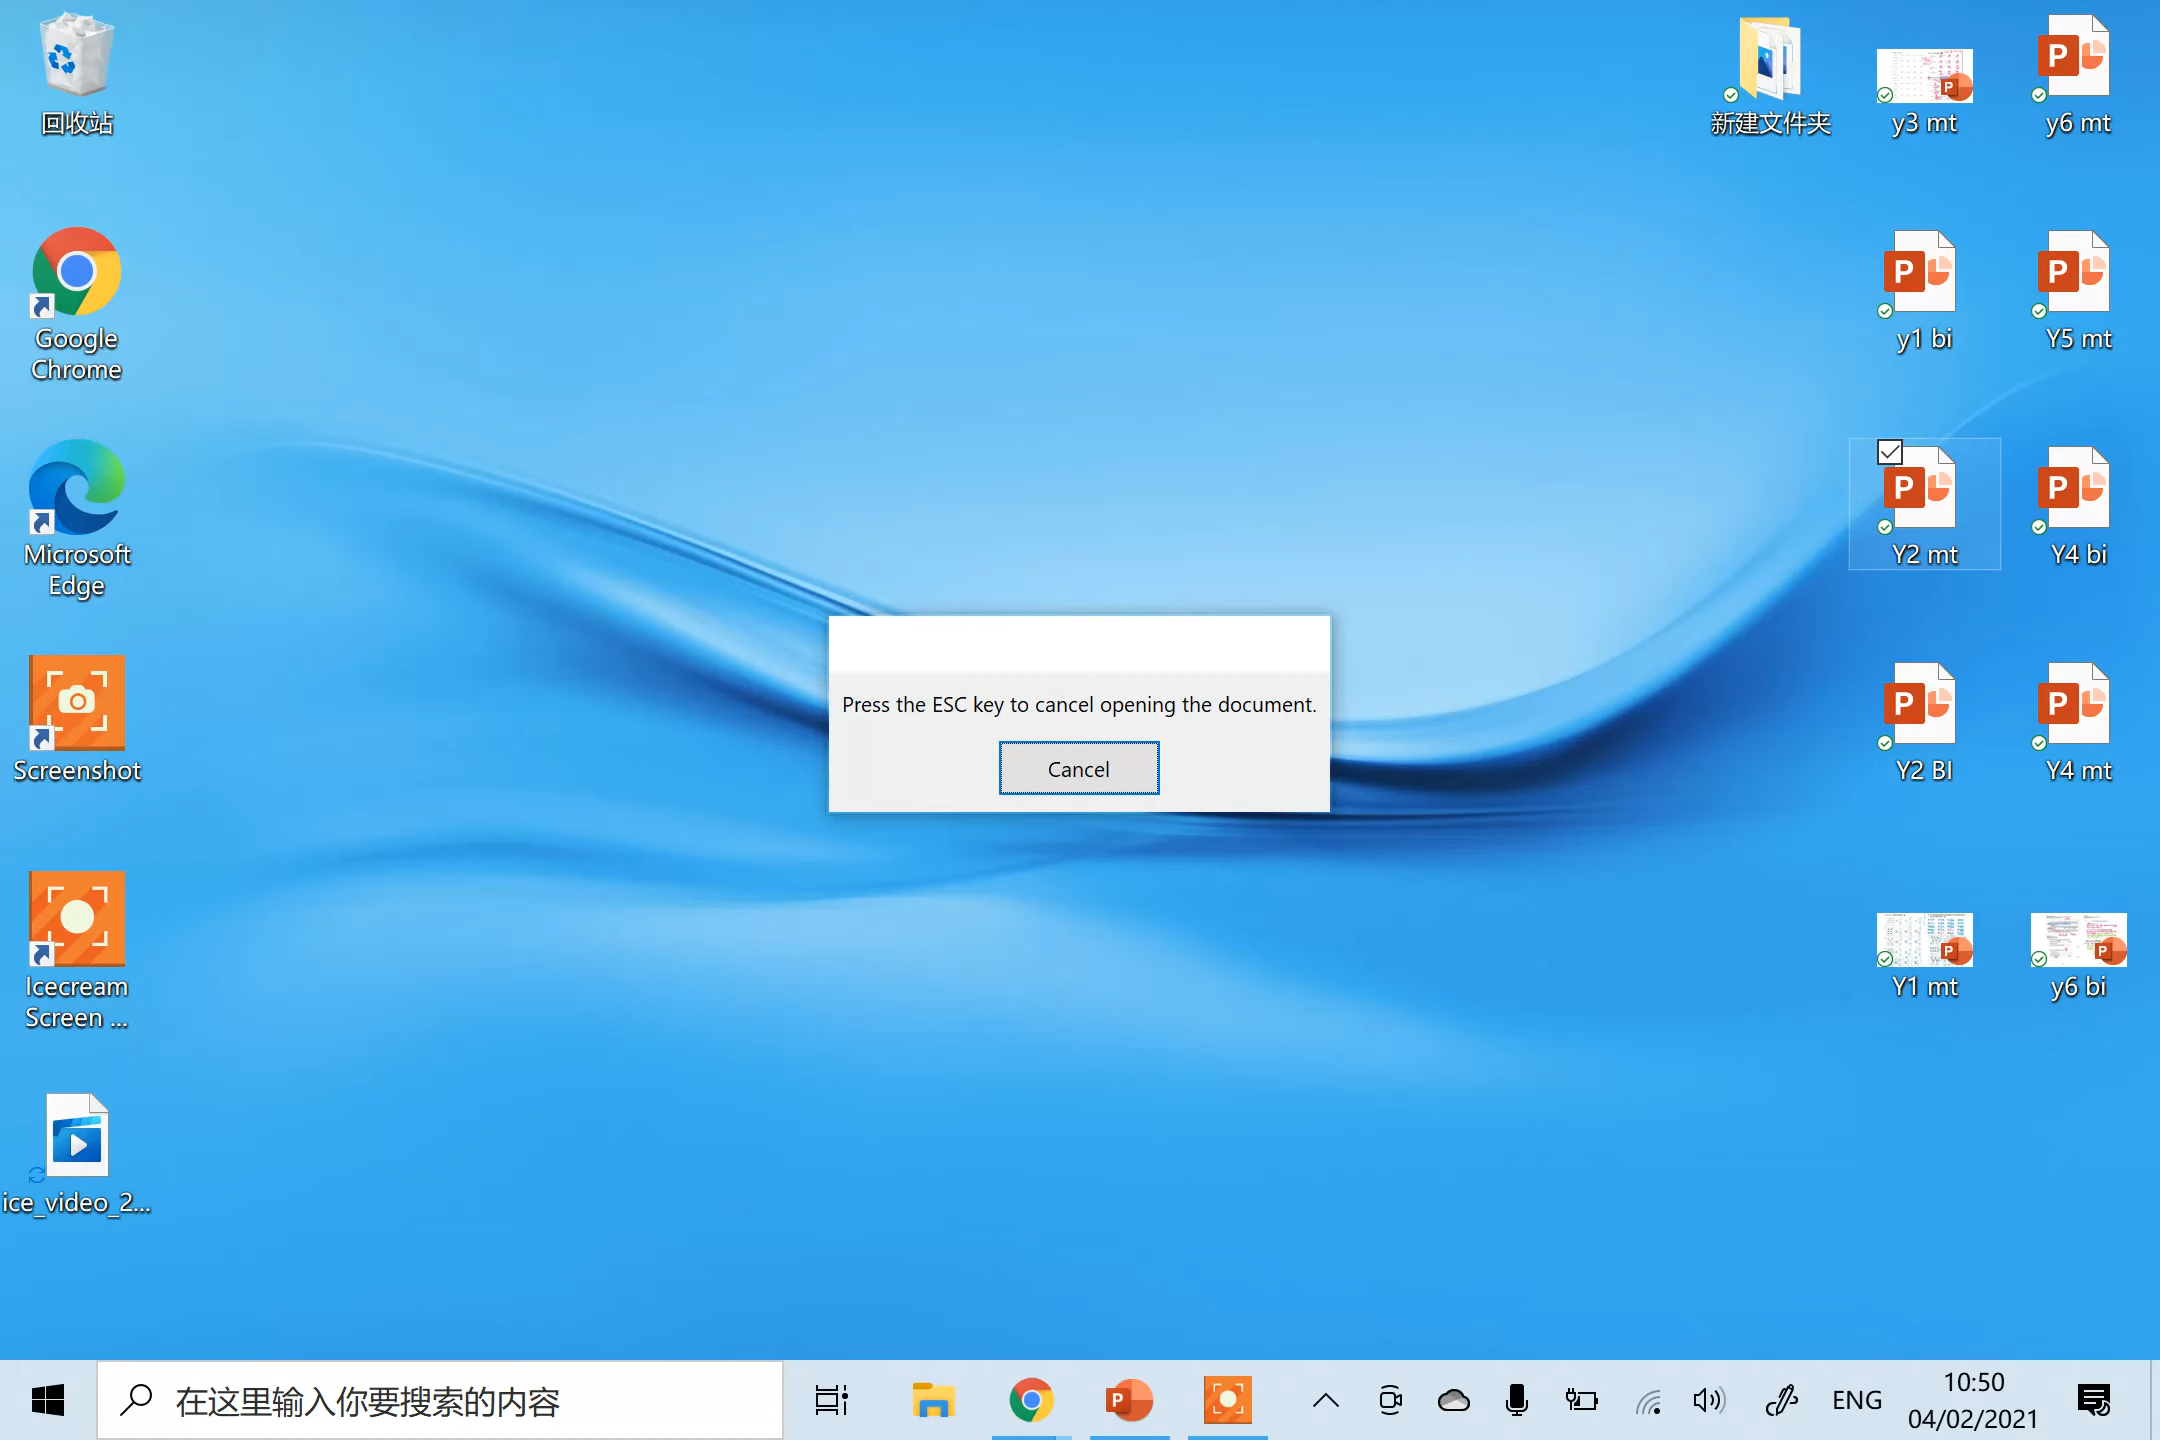 回收站
Google
Chrome
Microsoft
Edge
Screenshot
Icecream
Screen ...
ice_video_2...
新建文件夹
y3 mt
y6 mt
y1 bi
Y5 mt
Y2 mt
Y4 bi
Y2 BI
Y4 mt
Y1 mt
y6 bi
Press the ESC key to cancel opening the document.
Cancel
在这里输入你要搜索的内容
ENG
10:50
04/02/2021